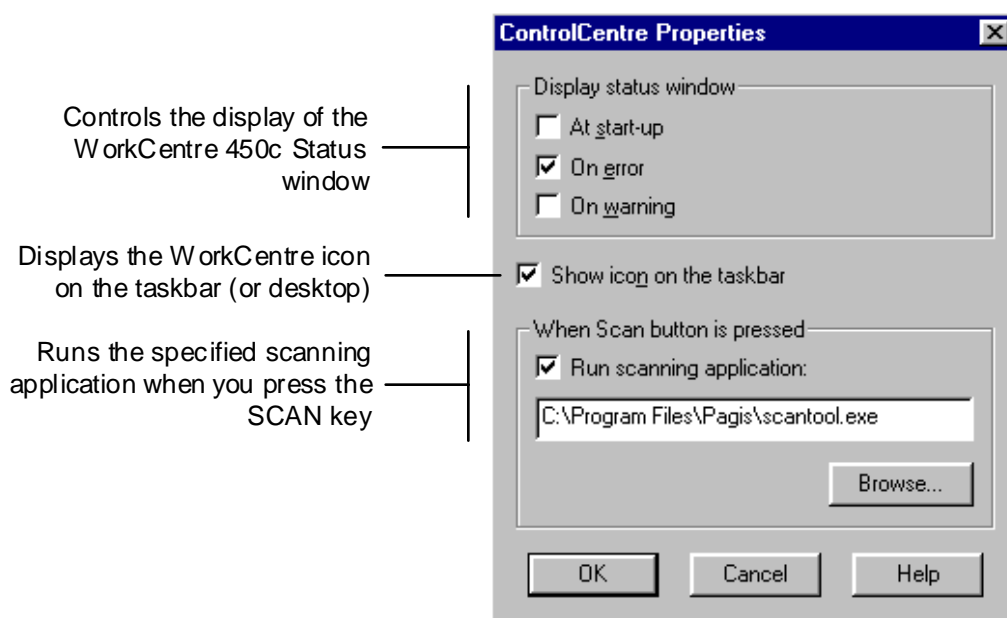 ControlCentre Properties
Display status window
Controls the display of the
WorkCentre 450c Status
window
At start-up
On error
On warning
Displays the WorkCentre icon
on the taskbar (or desktop)
Show icon on the taskbar
When Scan button is pressed
Runs the specified scanning
application when you press the
SCAN key
Run scanning application:
C:\Program Files\Pagis\scantool.exe
Browse...
OK
Cancel
Help